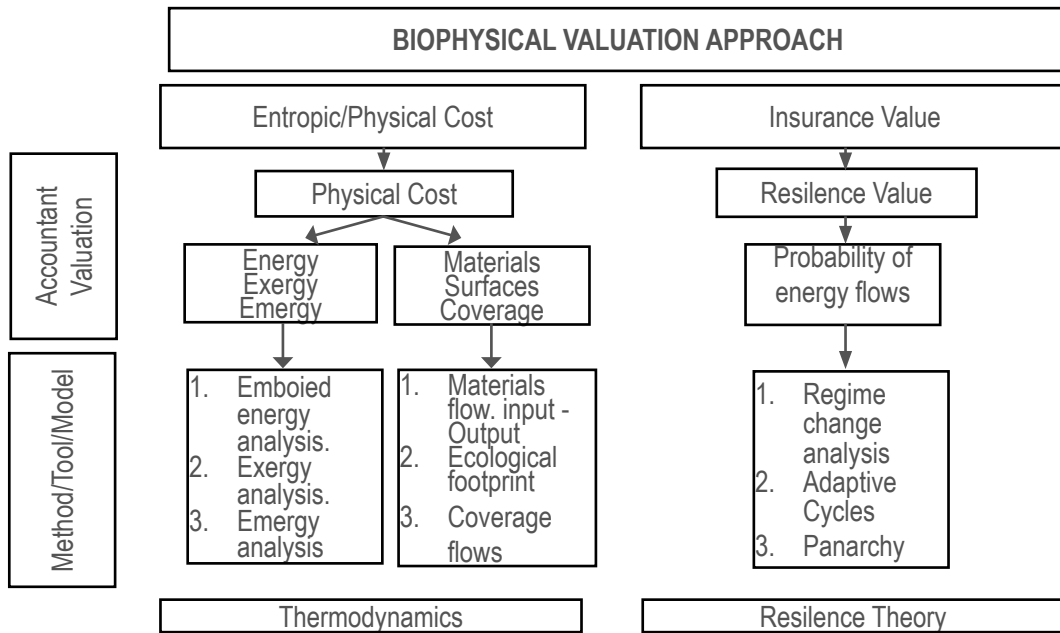 BIOPHYSICAL VALUATION APPROACH
Entropic/Physical Cost
Insurance Value
Accountant
Valuation
Physical Cost
Resilence Value
Energy
Exergy
Emergy
Materials
Surfaces
Coverage
Probability of
energy flows
Method/Tool/Model
1. Emboied
energy
analysis.
2. Exergy
analysis.
3. Emergy
analysis
1. Materials
flow. input -
Output
2. Ecological
footprint
3. Coverage
flows
1. Regime
change
analysis
2. Adaptive
Cycles
3. Panarchy
Thermodynamics
Resilence Theory